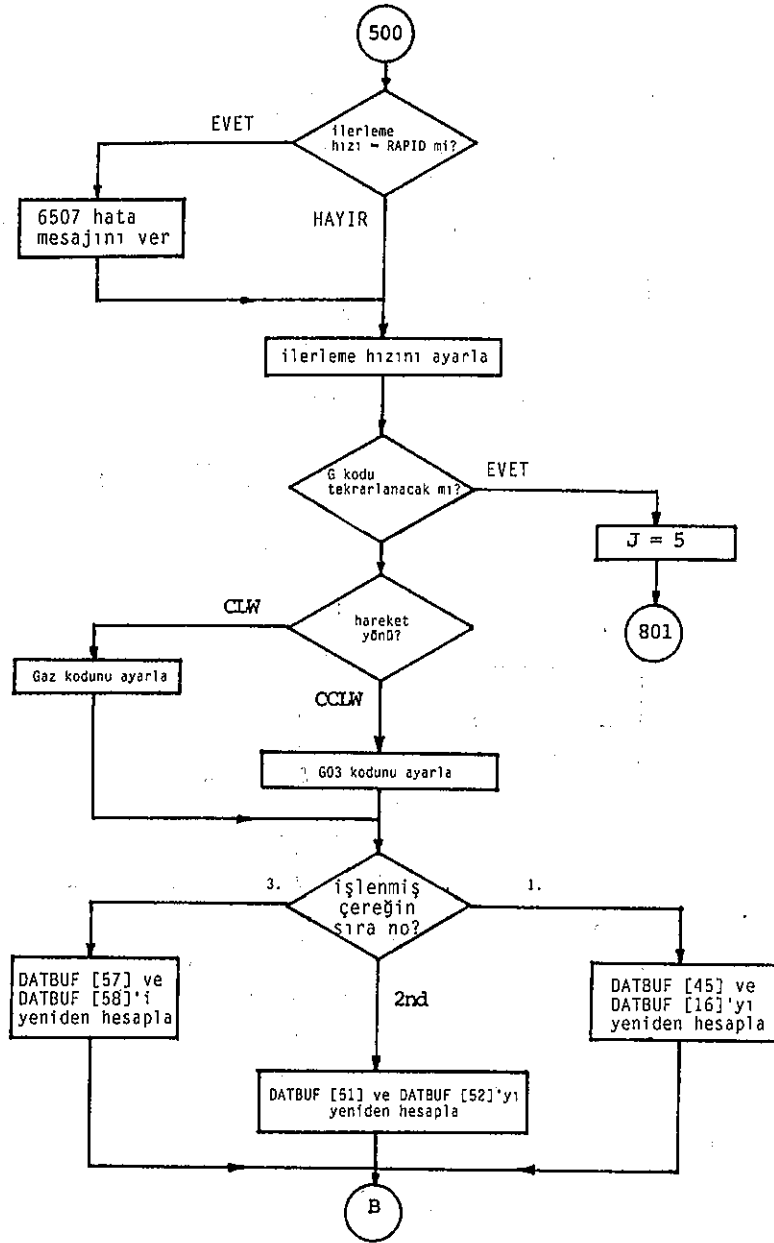 500
ilerleme
hızı = RAPID mi?
EVET
HAYIR
6507 hata
mesajını ver
ilerleme hızını ayarla
G kodu
tekrarlanacak mı?
EVET
J = 5
801
hareket
yönü?
CLW
CCLW
Gaz kodunu ayarla
G03 kodunu ayarla
işlenmiş
çereğin
sıra no?
3.
1.
2nd
DATBUF [57] ve
DATBUF [58]'i
yeniden hesapla
DATBUF [45] ve
DATBUF [16]'yı
yeniden hesapla
DATBUF [51] ve DATBUF [52]'yı
yeniden hesapla
B